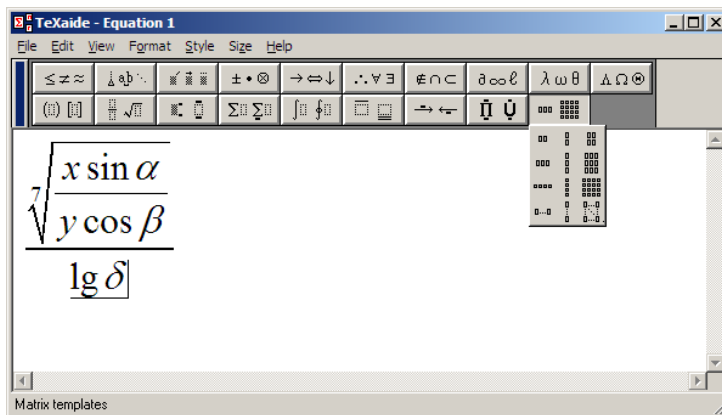 TeXaide - Equation 1
File Edit View Format Style Size Help
≤ ≠ ≈ ± • ⊗ → ⇔ ↓ ∴ ∀ ∃ ∉ ∩ ⊂ ∂ ∞ ℓ λ ω θ Λ Ω Θ
7
x sin α
y cos β
lg δ
Matrix templates